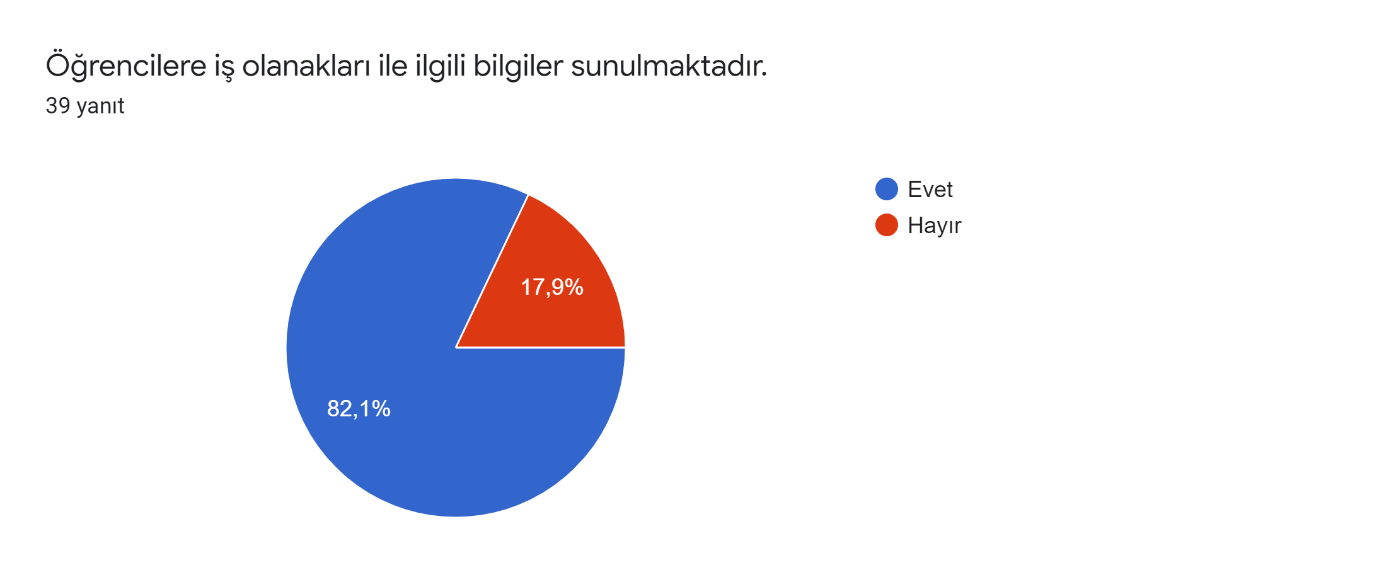 Öğrencilere iş olanakları ile ilgili bilgiler sunulmaktadır.
39 yanıt
Evet
Hayır
17,9%
82,1%